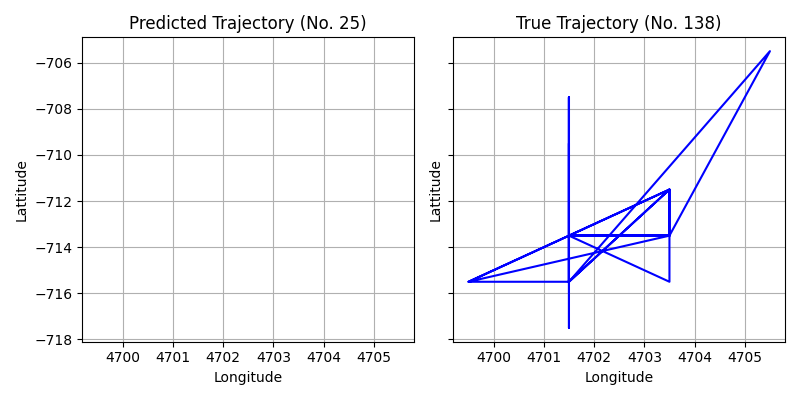 Predicted Trajectory (No. 25)
True Trajectory (No. 138)
Lattitude
−706
−708
−710
−712
−714
−716
−718
4700 4701 4702 4703 4704 4705
Longitude
Lattitude
4700 4701 4702 4703 4704 4705
Longitude